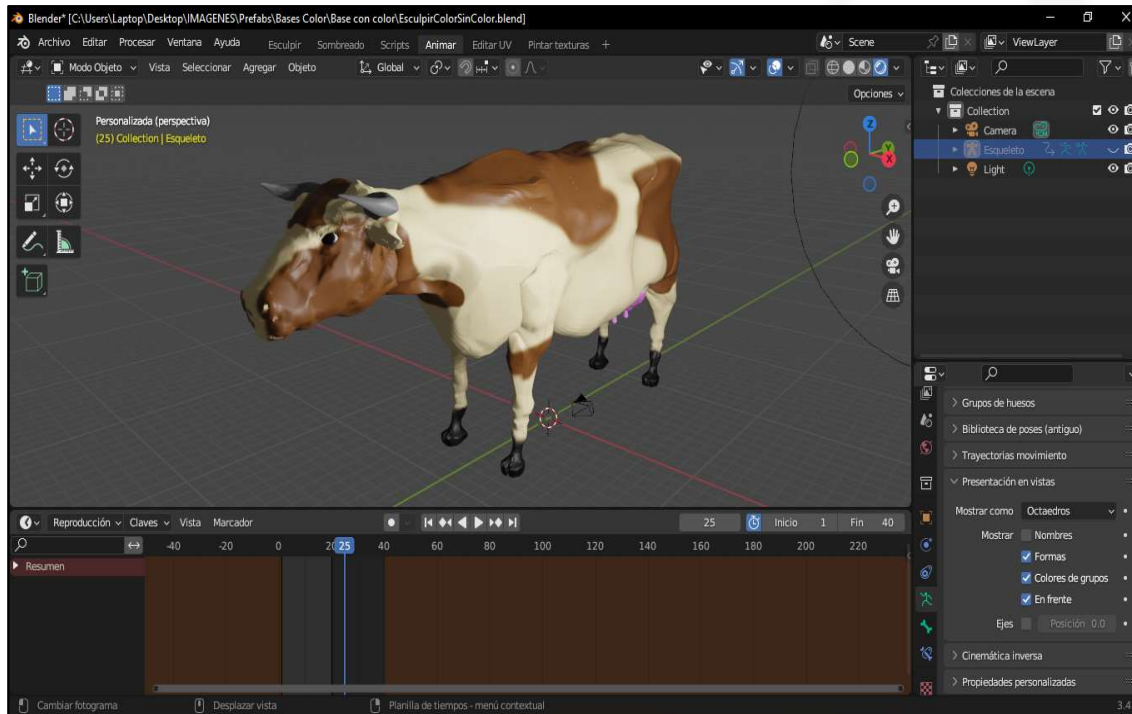 Blender* [C:\Users\Laptop\Desktop\IMAGENES\Prefabs\Bases Color\Base con color\EsculpirColorSinColor.blend]
Archivo Editar Procesar Ventana Ayuda Esculpir Sombreado Scripts Animar Editar UV Pintar texturas + Scene ViewLayer
Modo Objeto Vista Seleccionar Agregar Objeto Global
Opciones
Personalizada (perspectiva)
(25) Collection | Esqueleto
Z
Y
X
Colecciones de la escena
Collection
Camera
Esqueleto
Light
Grupos de huesos
Biblioteca de poses (antiguo)
Trayectorias movimiento
Presentación en vistas
Mostrar como Octaedros
Mostrar Nombres
Formas
Colores de grupos
En frente
Ejes Posición 0.0
Cinemática inversa
Propiedades personalizadas
Reproducción Claves Vista Marcador 25 Inicio 1 Fin 40
-40 -20 0 20 25 40 60 80 100 120 140 160 180 200 220
Resumen
Cambiar fotograma Desplazar vista Planilla de tiempos - menú contextual 3.4